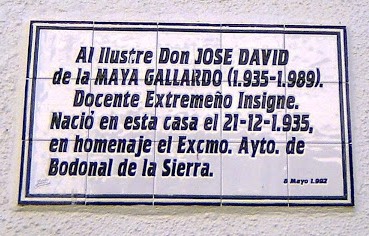 Al Ilustre Don JOSE DAVID
de la MAYA GALLARDO (1.935-1.989).
Docente Extremeño Insigne.
Nació en esta casa el 21-12-1.935,
en homenaje el Excmo. Ayto. de
Bodonal de la Sierra.